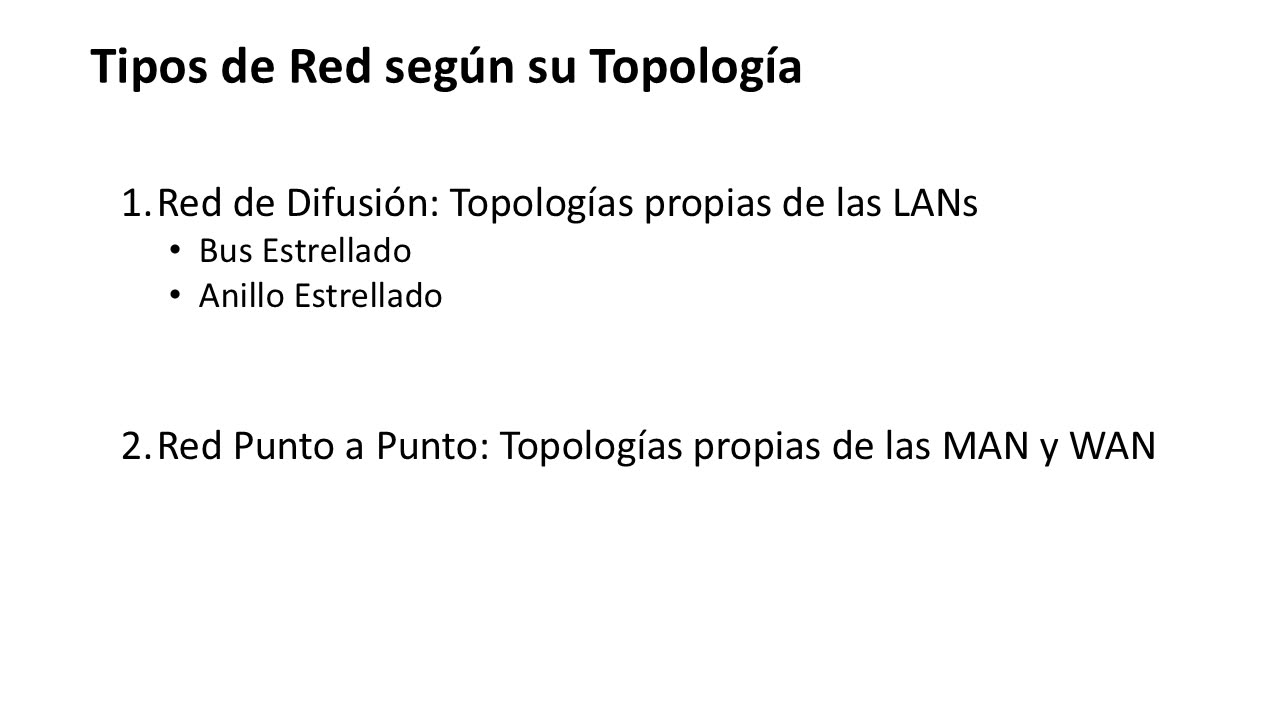 Tipos de Red según su Topología
1. Red de Difusión: Topologías propias de las LANs
• Bus Estrellado
• Anillo Estrellado
2. Red Punto a Punto: Topologías propias de las MAN y WAN